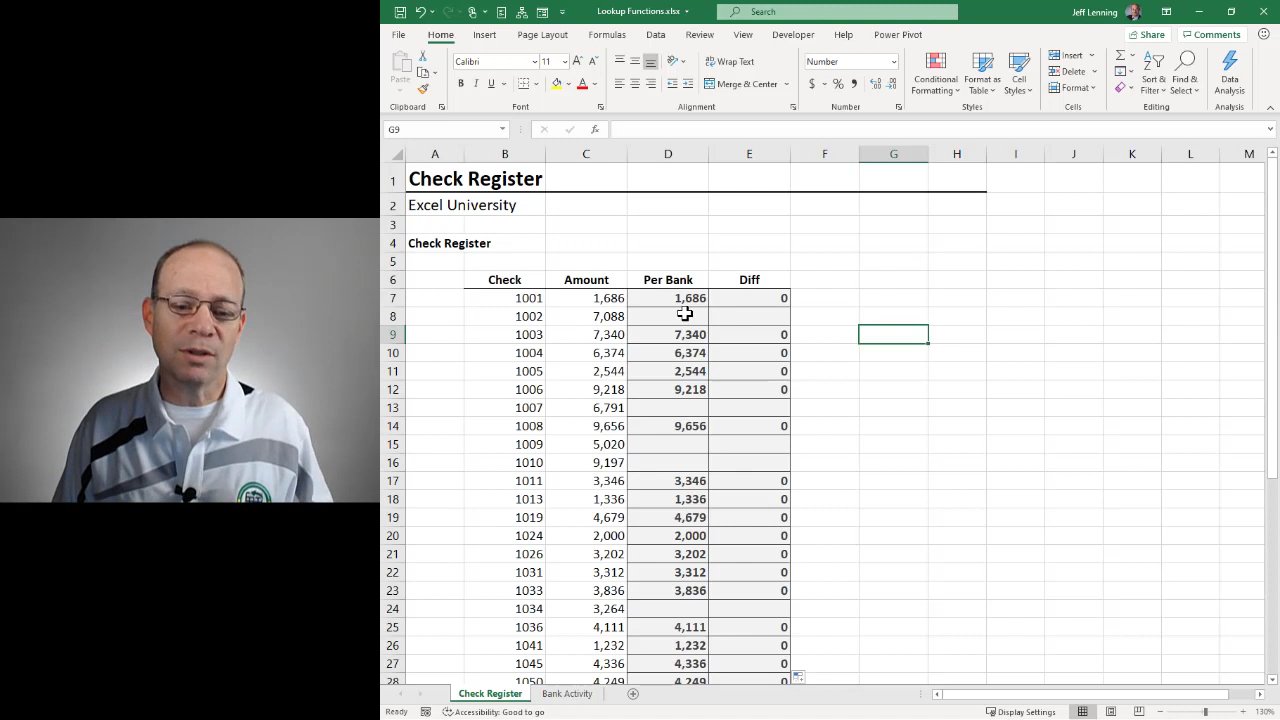 Lookup Functions.xlsx
Search
Jeff Lenning
File Home Insert Page Layout Formulas Data Review View Developer Help Power Pivot Share Comments
Paste
Calibri 11
B I U
Wrap Text
Merge & Center
Number
$ % 9
Conditional Formatting
Format as Table
Cell Styles
Insert
Delete
Format
Sort & Filter
Find & Select
Data Analysis
Clipboard Font Alignment Number Styles Cells Editing Analysis
G9 fx
A B C D E F G H I J K L M
1 Check Register
2 Excel University
3
4 Check Register
5
6 Check Amount Per Bank Diff
7 1001 1,686 1,686 0
8 1002 7,088
9 1003 7,340 7,340 0
10 1004 6,374 6,374 0
11 1005 2,544 2,544 0
12 1006 9,218 9,218 0
13 1007 6,791
14 1008 9,656 9,656 0
15 1009 5,020
16 1010 9,197
17 1011 3,346 3,346 0
18 1013 1,336 1,336 0
19 1019 4,679 4,679 0
20 1024 2,000 2,000 0
21 1026 3,202 3,202 0
22 1031 3,312 3,312 0
23 1033 3,836 3,836 0
24 1034 3,264
25 1036 4,111 4,111 0
26 1041 1,232 1,232 0
27 1045 4,336 4,336 0
28 1050 4,249 4,249 0
Check Register Bank Activity
Ready Accessibility: Good to go Display Settings 130%